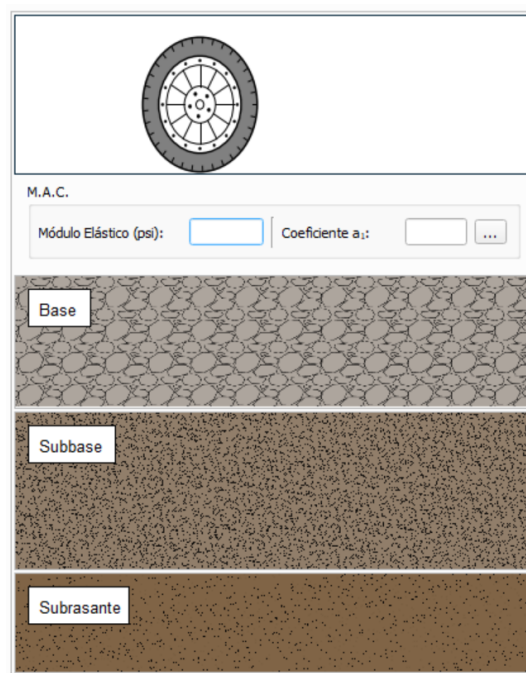 M.A.C.
Módulo Elástico (psi): Coeficiente a₁: ...
Base
Subbase
Subrasante